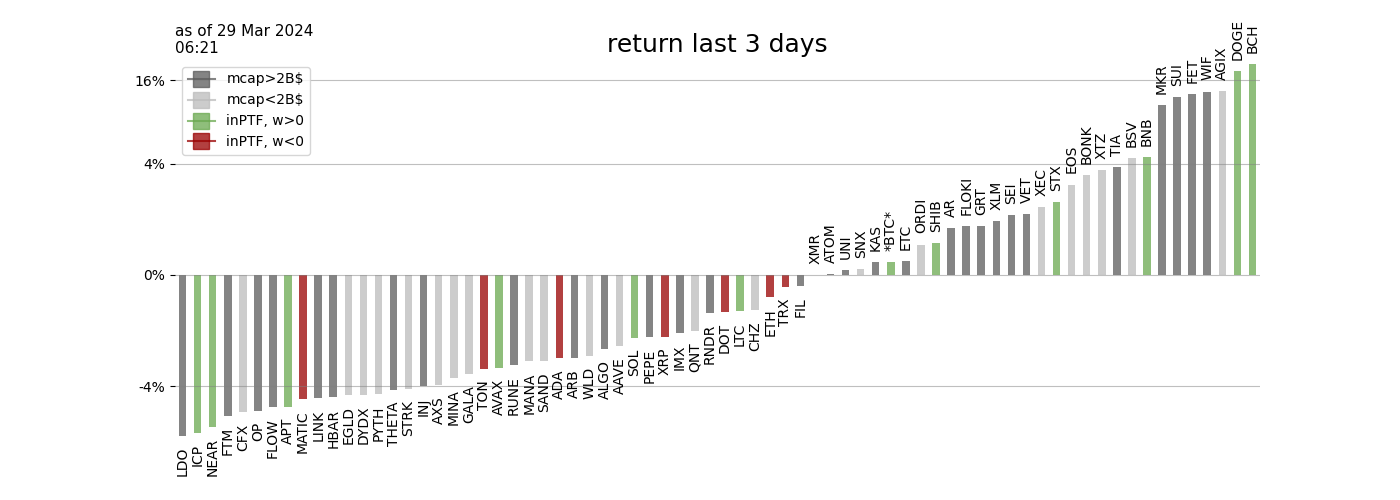 as of 29 Mar 2024
06:21
return last 3 days
mcap>2B$
mcap<2B$
inPTF, w>0
inPTF, w<0
16%
4%
0%
-4%
LDO
ICP
NEAR
FTM
CFX
OP
FLOW
APT
MATIC
LINK
HBAR
EGLD
DYDX
PYTH
THETA
STRK
INJ
AXS
MINA
GALA
TON
AVAX
RUNE
MANA
SAND
ADA
ARB
WLD
ALGO
AAVE
SOL
PEPE
XRP
IMX
QNT
RNDR
DOT
LTC
CHZ
ETH
TRX
FIL
XMR
ATOM
UNI
SNX
KAS
*BTC*
ETC
ORDI
SHIB
AR
FLOKI
GRT
XLM
SEI
VET
XEC
STX
EOS
BONK
XTZ
TIA
BSV
BNB
MKR
SUI
FET
WIF
AGIX
DOGE
BCH